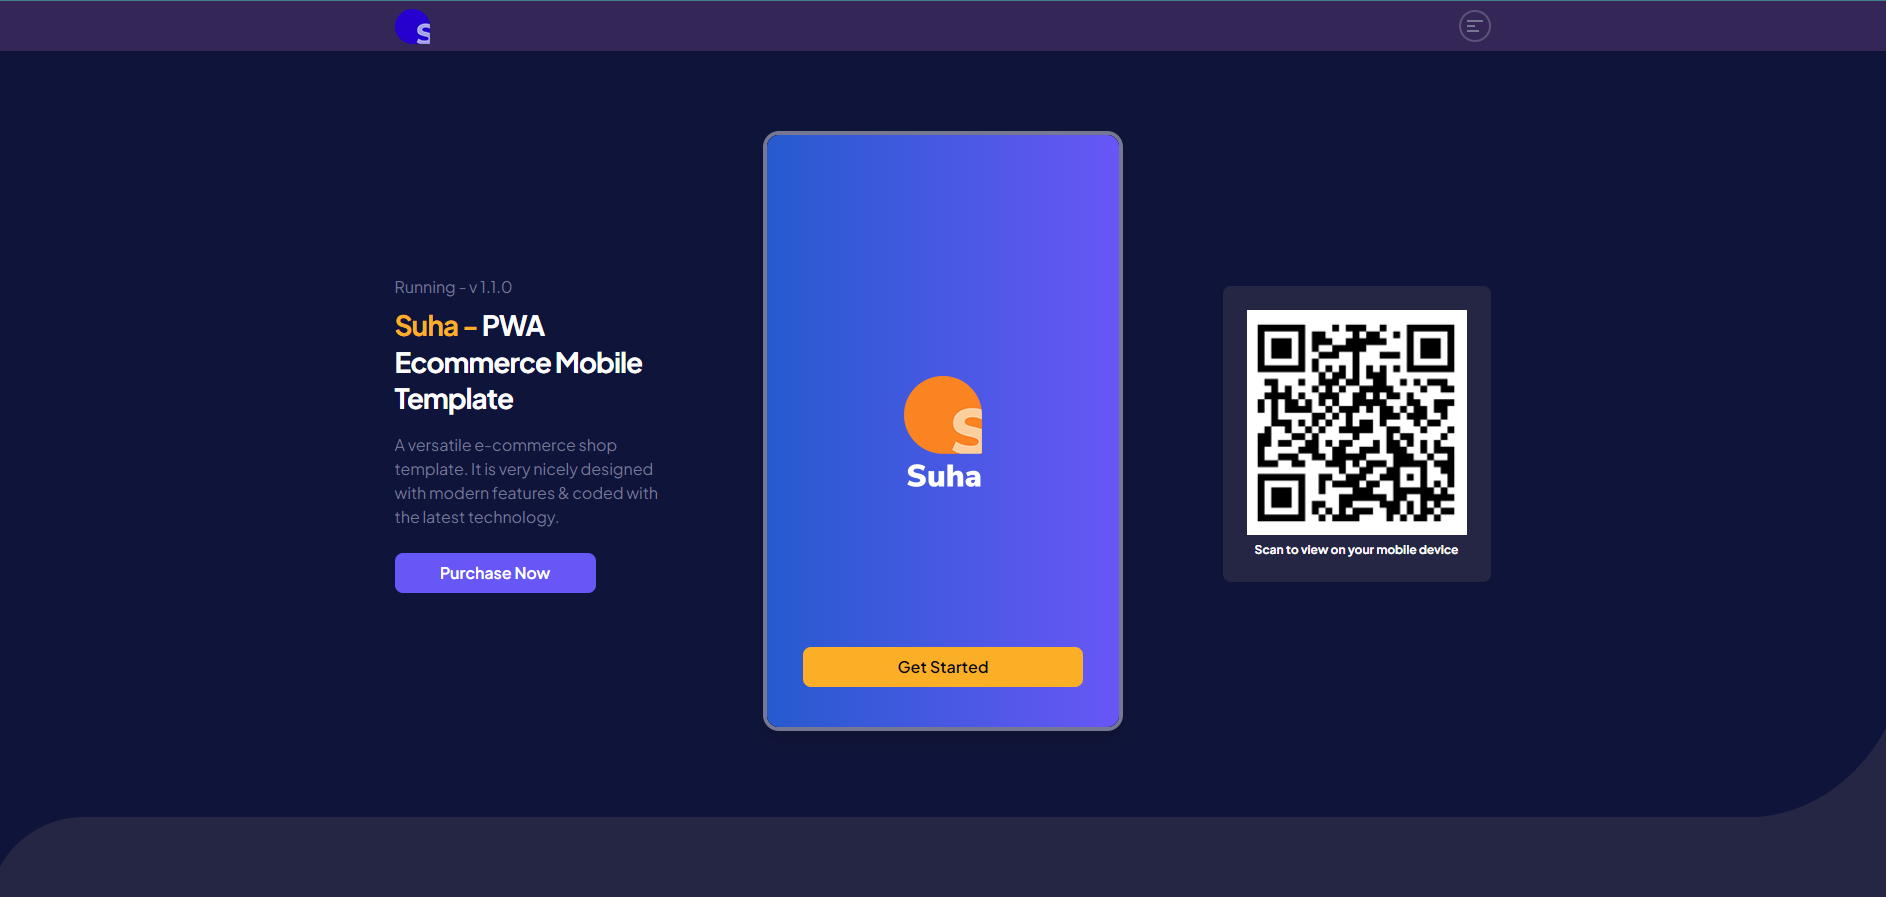 S
Running - v 1.1.0
Suha - PWA
Ecommerce Mobile
Template
A versatile e-commerce shop
template. It is very nicely designed
with modern features & coded with
the latest technology.
Purchase Now
S
Suha
Get Started
Scan to view on your mobile device